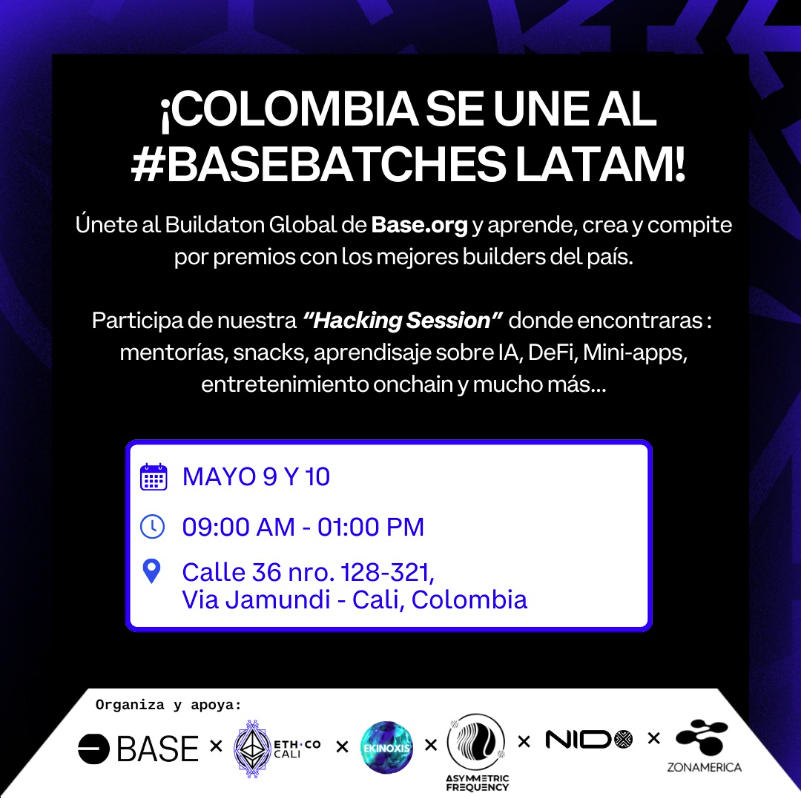 ¡COLOMBIA SE UNE AL
#BASEBATCHES LATAM!
Únete al Buildaton Global de Base.org y aprende, crea y compite
por premios con los mejores builders del país.
Participa de nuestra “Hacking Session” donde encontraras :
mentorías, snacks, aprendisaje sobre IA, DeFi, Mini-apps,
entretenimiento onchain y mucho más...
MAYO 9 Y 10
09:00 AM - 01:00 PM
Calle 36 nro. 128-321,
Via Jamundi - Cali, Colombia
Organiza y apoya:
BASE × ETH·CO CALI × EKINOXIS × ASYMMETRIC FREQUENCY × NIDO × ZONAMERICA